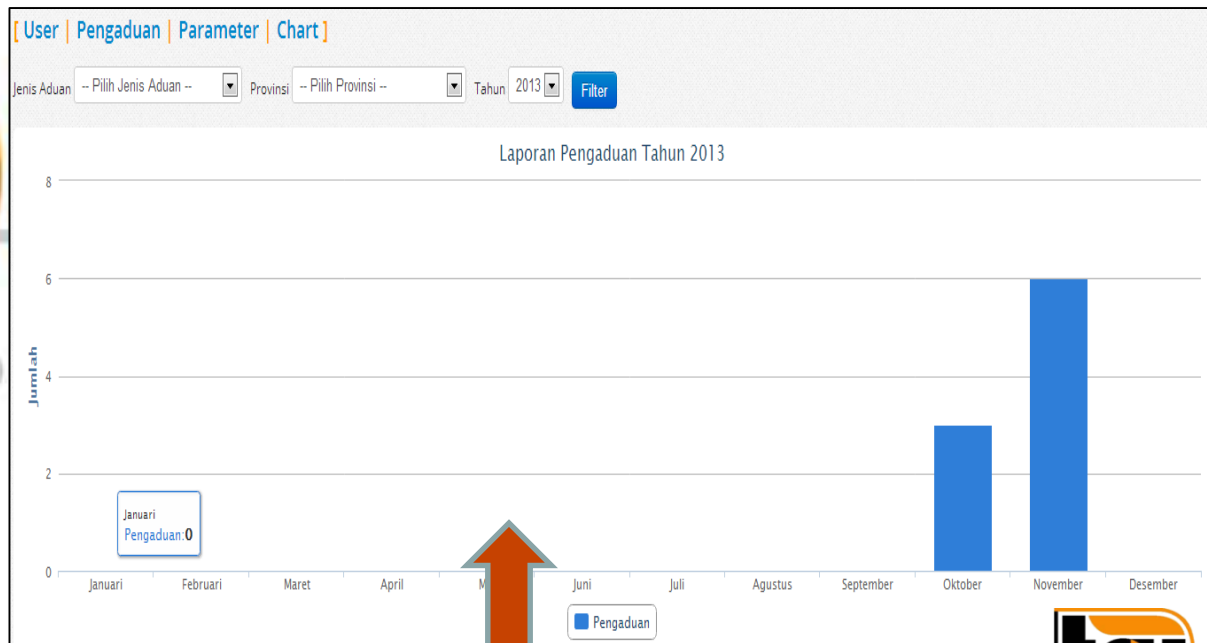 [ User | Pengaduan | Parameter | Chart ]
Jenis Aduan -- Pilih Jenis Aduan -- Provinsi -- Pilih Provinsi -- Tahun 2013 Filter
Laporan Pengaduan Tahun 2013
8
6
4
2
0
Jumlah
Januari
Pengaduan:0
Januari Februari Maret April Juni Juli Agustus September Oktober November Desember
Pengaduan